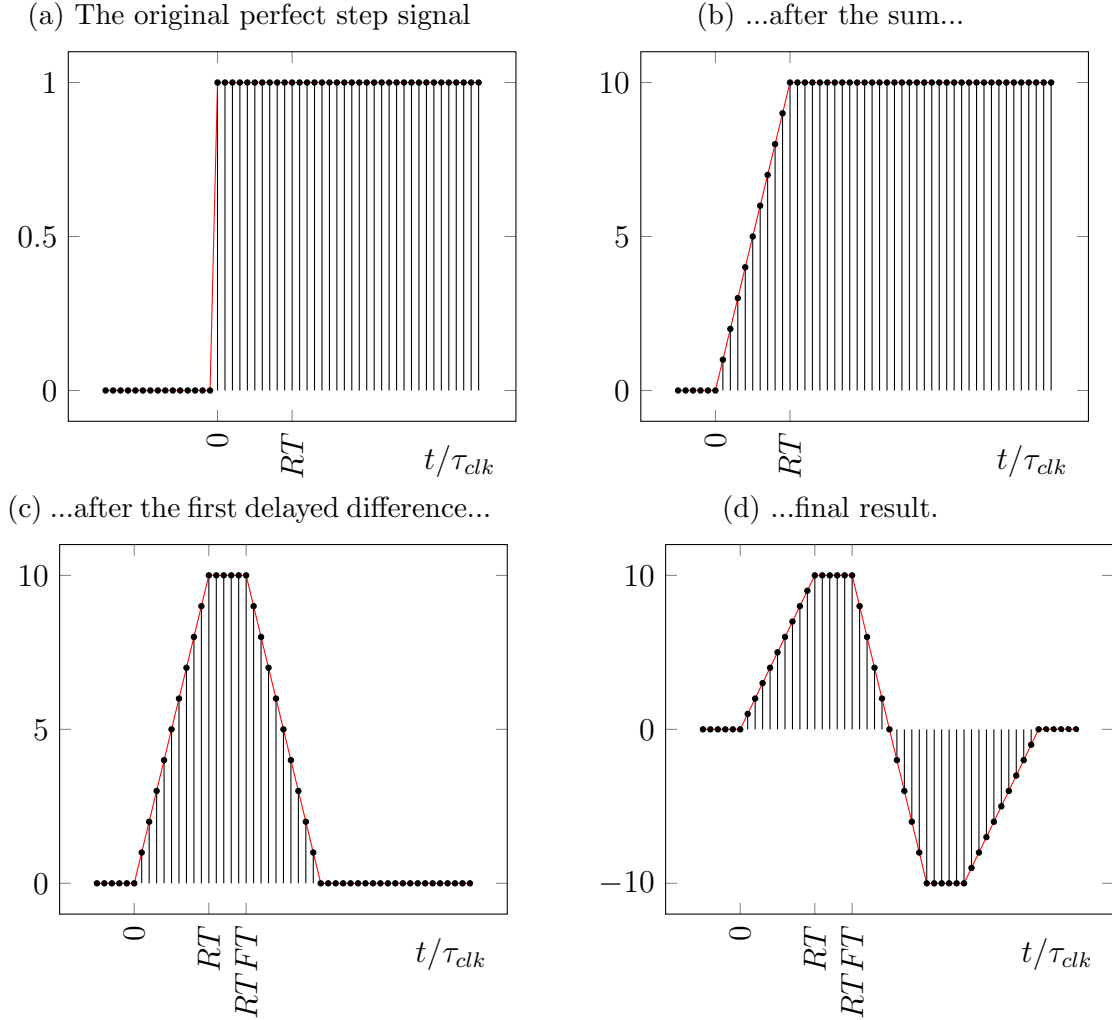 (a) The original perfect step signal
1
0.5
0
0
RT
t/τclk
(b) ...after the sum...
10
5
0
0
RT
t/τclk
(c) ...after the first delayed difference...
10
5
0
0
RT
RT FT
t/τclk
(d) ...final result.
10
0
−10
0
RT
RT FT
t/τclk